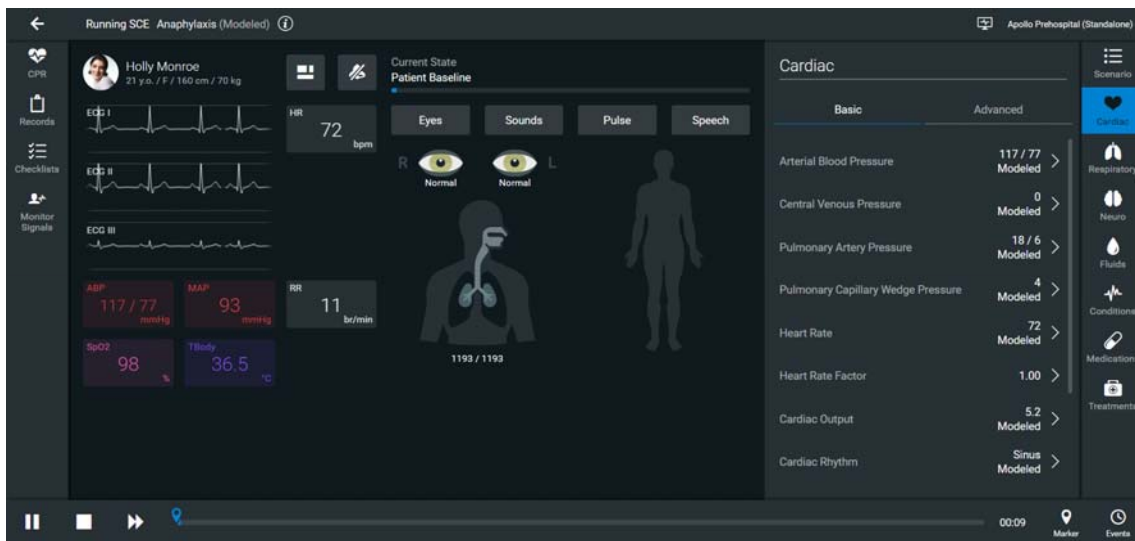 Running SCE Anaphylaxis (Modeled)
Apollo Prehospital (Standalone)
CPR
Records
Checklists
Monitor
Signals
Holly Monroe
21 y.o. / F / 160 cm / 70 kg
Current State
Patient Baseline
ECG I
HR
72
bpm
ECG II
ECG III
ABP
117 / 77
mmHg
MAP
93
mmHg
RR
11
br/min
SpO2
98
%
TBody
36.5
°C
Eyes
Sounds
Pulse
Speech
R
L
Normal
Normal
1193 / 1193
Cardiac
Basic
Advanced
Arterial Blood Pressure
117 / 77
Modeled
Central Venous Pressure
0
Modeled
Pulmonary Artery Pressure
18 / 6
Modeled
Pulmonary Capillary Wedge Pressure
4
Modeled
Heart Rate
72
Modeled
Heart Rate Factor
1.00
Cardiac Output
5.2
Modeled
Cardiac Rhythm
Sinus
Modeled
Scenario
Cardiac
Respiratory
Neuro
Fluids
Conditions
Medication
Treatments
00:09
Marker
Events